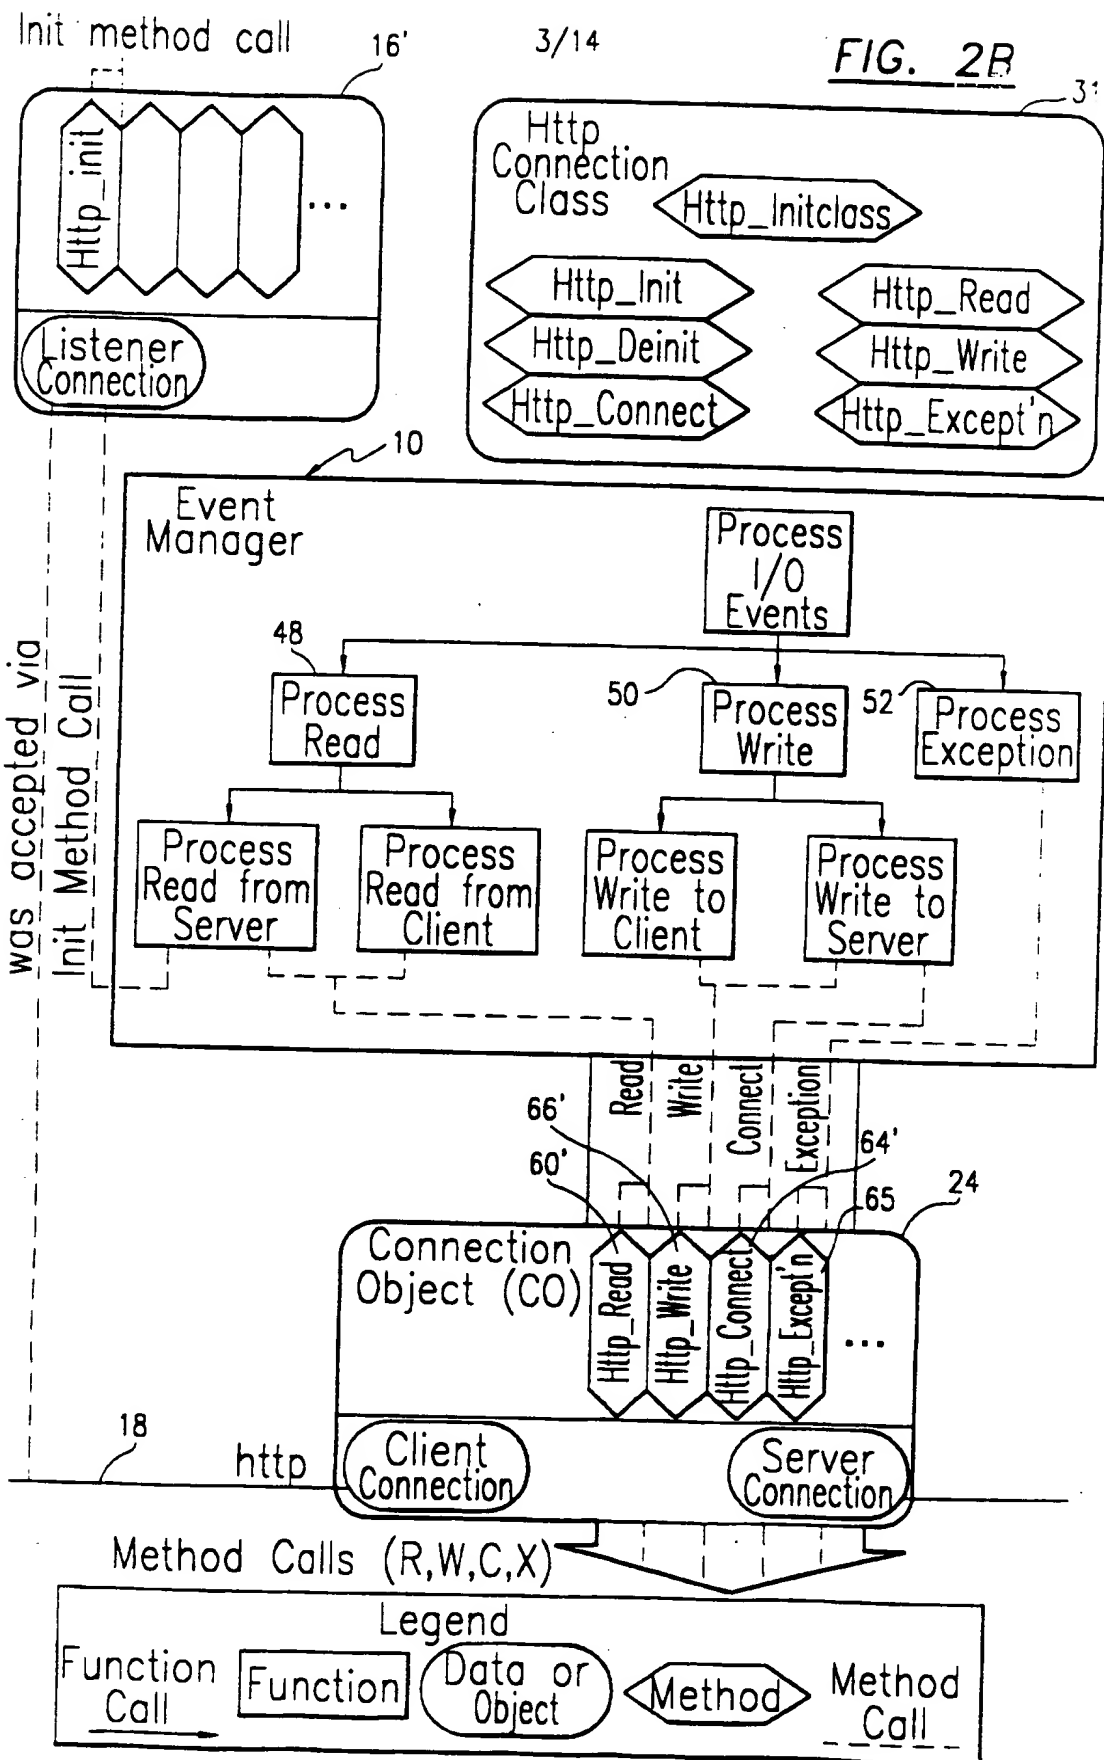 Init method call
16'
3/14
FIG. 2B
31
Http_init
...
Listener
Connection
Http
Connection
Class
Http_Initclass
Http_Init
Http_Deinit
Http_Connect
Http_Read
Http_Write
Http_Except'n
10
Event
Manager
Process
I/O
Events
48
Process
Read
50
Process
Write
52
Process
Exception
was accepted via
Init Method Call
Process
Read from
Server
Process
Read from
Client
Process
Write to
Client
Process
Write to
Server
Read
Write
Connect
Exception
66'
60'
64'
65
24
Connection
Object (CO)
Http_Read
Http_Write
Http_Connect
Http_Except'n
...
18
http
Client
Connection
Server
Connection
Method Calls (R,W,C,X)
Legend
Function
Call
Function
Data or
Object
Method
Method
Call